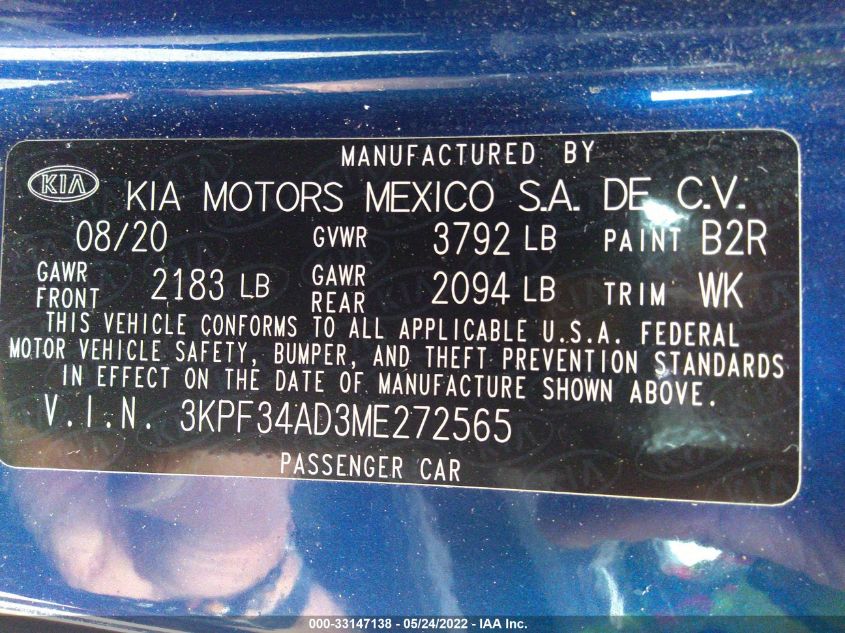 MANUFACTURED BY
KIA KIA MOTORS MEXICO S.A. DE C.V.
08/20 GVWR 3792 LB PAINT B2R
GAWR FRONT 2183 LB GAWR REAR 2094 LB TRIM WK
THIS VEHICLE CONFORMS TO ALL APPLICABLE U.S.A. FEDERAL
MOTOR VEHICLE SAFETY, BUMPER, AND THEFT PREVENTION STANDARDS
IN EFFECT ON THE DATE OF MANUFACTURE SHOWN ABOVE.
V.I.N. 3KPF34AD3ME272565
PASSENGER CAR
000-33147138 - 05/24/2022 - IAA Inc.